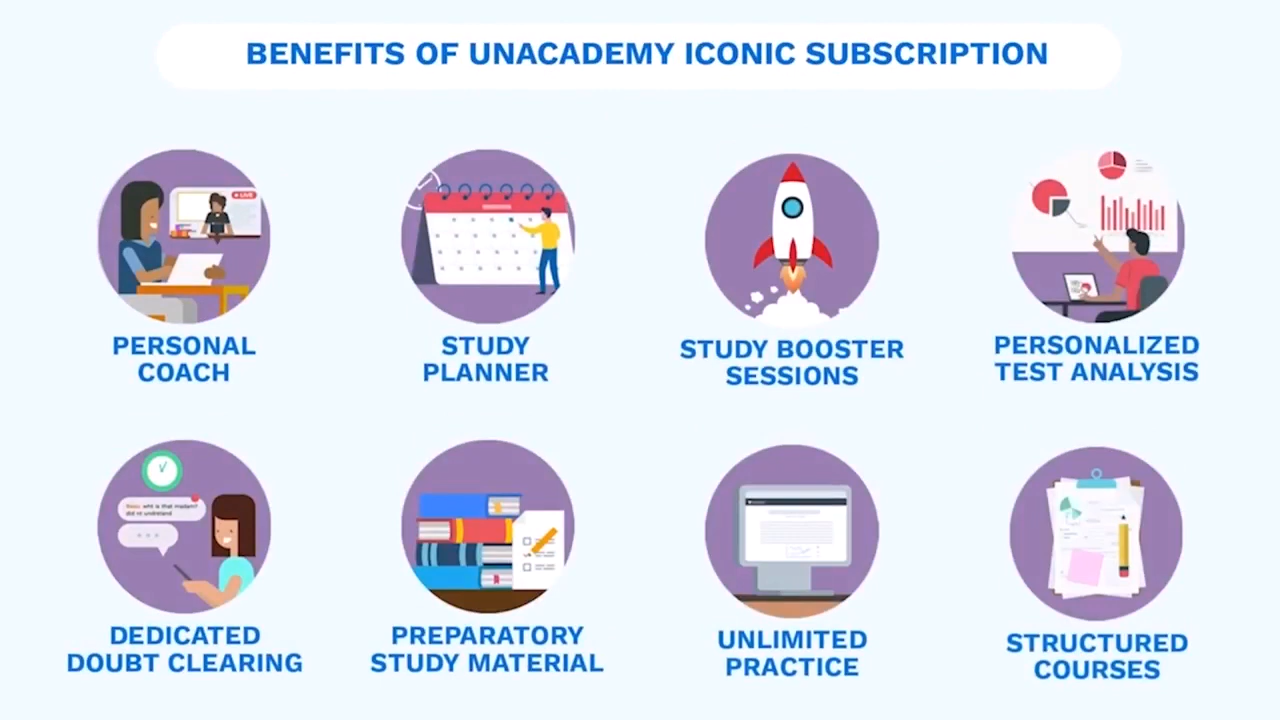 BENEFITS OF UNACADEMY ICONIC SUBSCRIPTION
LIVE
PERSONAL
COACH
STUDY
PLANNER
STUDY BOOSTER
SESSIONS
PERSONALIZED
TEST ANALYSIS
DEDICATED
DOUBT CLEARING
PREPARATORY
STUDY MATERIAL
UNLIMITED
PRACTICE
STRUCTURED
COURSES